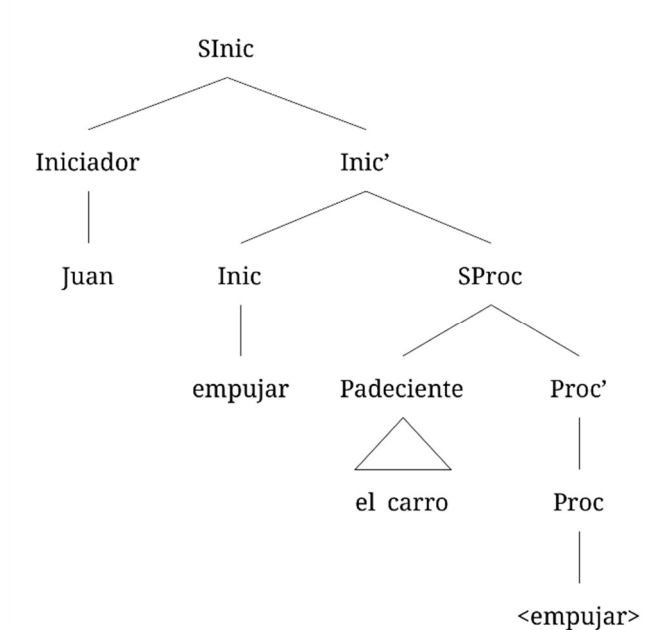 SInic
Iniciador Inic’
Juan Inic SProc
empujar Padeciente Proc’
el carro Proc
<empujar>